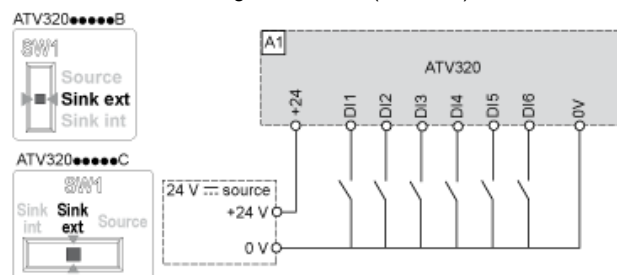 ATV320●●●●●B
SW1
Source
Sink ext
Sink int
ATV320●●●●●C
SW1
Sink int
Sink ext
Source
A1
ATV320
+24
DI1
DI2
DI3
DI4
DI5
DI6
0V
24 V ⎓ source
+24 V
0 V